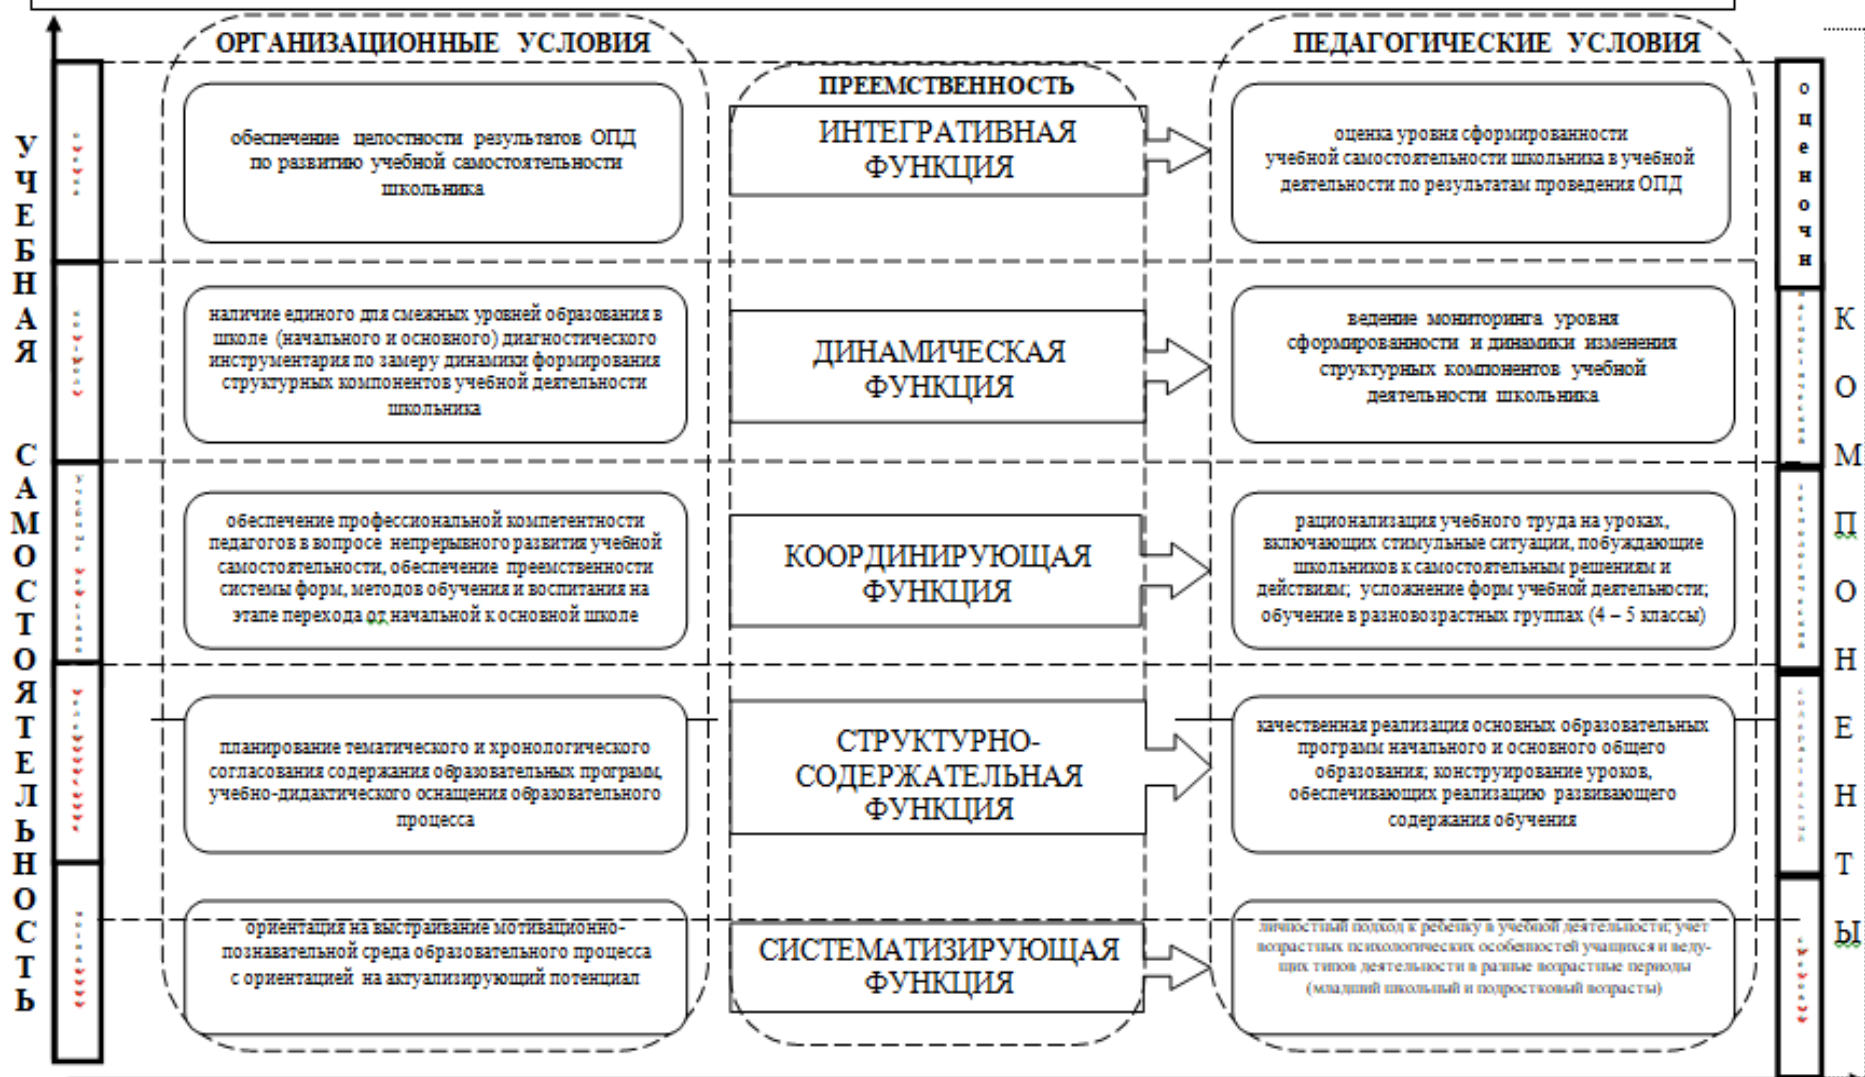 ОРГАНИЗАЦИОННЫЕ УСЛОВИЯ
ПЕДАГОГИЧЕСКИЕ УСЛОВИЯ
ПРЕЕМСТВЕННОСТЬ
УЧЕБНАЯ САМОСТОЯТЕЛЬНОСТЬ
обеспечение целостности результатов ОПД
по развитию учебной самостоятельности
школьника
ИНТЕГРАТИВНАЯ
ФУНКЦИЯ
оценка уровня сформированности
учебной самостоятельности школьника в учебной
деятельности по результатам проведения ОПД
оценочн
наличие единого для смежных уровней образования в
школе (начального и основного) диагностического
инструментария по замеру динамики формирования
структурных компонентов учебной деятельности
школьника
ДИНАМИЧЕСКАЯ
ФУНКЦИЯ
ведение мониторинга уровня
сформированности и динамики изменения
структурных компонентов учебной
деятельности школьника
КОМПОНЕНТЫ
обеспечение профессиональной компетентности
педагогов в вопросе непрерывного развития учебной
самостоятельности, обеспечение преемственности
системы форм, методов обучения и воспитания на
этапе перехода от начальной к основной школе
КООРДИНИРУЮЩАЯ
ФУНКЦИЯ
рационализация учебного труда на уроках,
включающих стимульные ситуации, побуждающие
школьников к самостоятельным решениям и
действиям; усложнение форм учебной деятельности;
обучение в разновозрастных группах (4 – 5 классы)
планирование тематического и хронологического
согласования содержания образовательных программ,
учебно-дидактического оснащения образовательного
процесса
СТРУКТУРНО-
СОДЕРЖАТЕЛЬНАЯ
ФУНКЦИЯ
качественная реализация основных образовательных
программ начального и основного общего
образования; конструирование уроков,
обеспечивающих реализацию развивающего
содержания обучения
ориентация на выстраивание мотивационно-
познавательной среда образовательного процесса
с ориентацией на актуализирующий потенциал
СИСТЕМАТИЗИРУЮЩАЯ
ФУНКЦИЯ
личностный подход к ребенку в учебной деятельности; учет
возрастных психологических особенностей учащихся и веду-
щих типов деятельности в разные возрастные периоды
(младший школьный и подростковый возрасты)